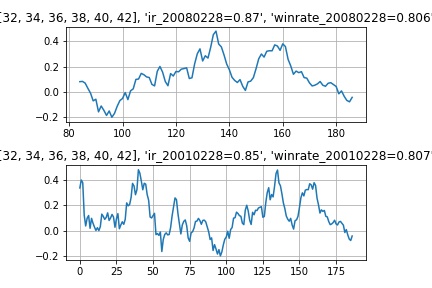 [32, 34, 36, 38, 40, 42], 'ir_20080228=0.87' , 'winrate_20080228=0.806'
0.4
0.2
0.0
−0.2
80 100 120 140 160 180
[32, 34, 36, 38, 40, 42], 'ir_20010228=0.85' , 'winrate_20010228=0.807'
0.4
0.2
0.0
−0.2
0 25 50 75 100 125 150 175